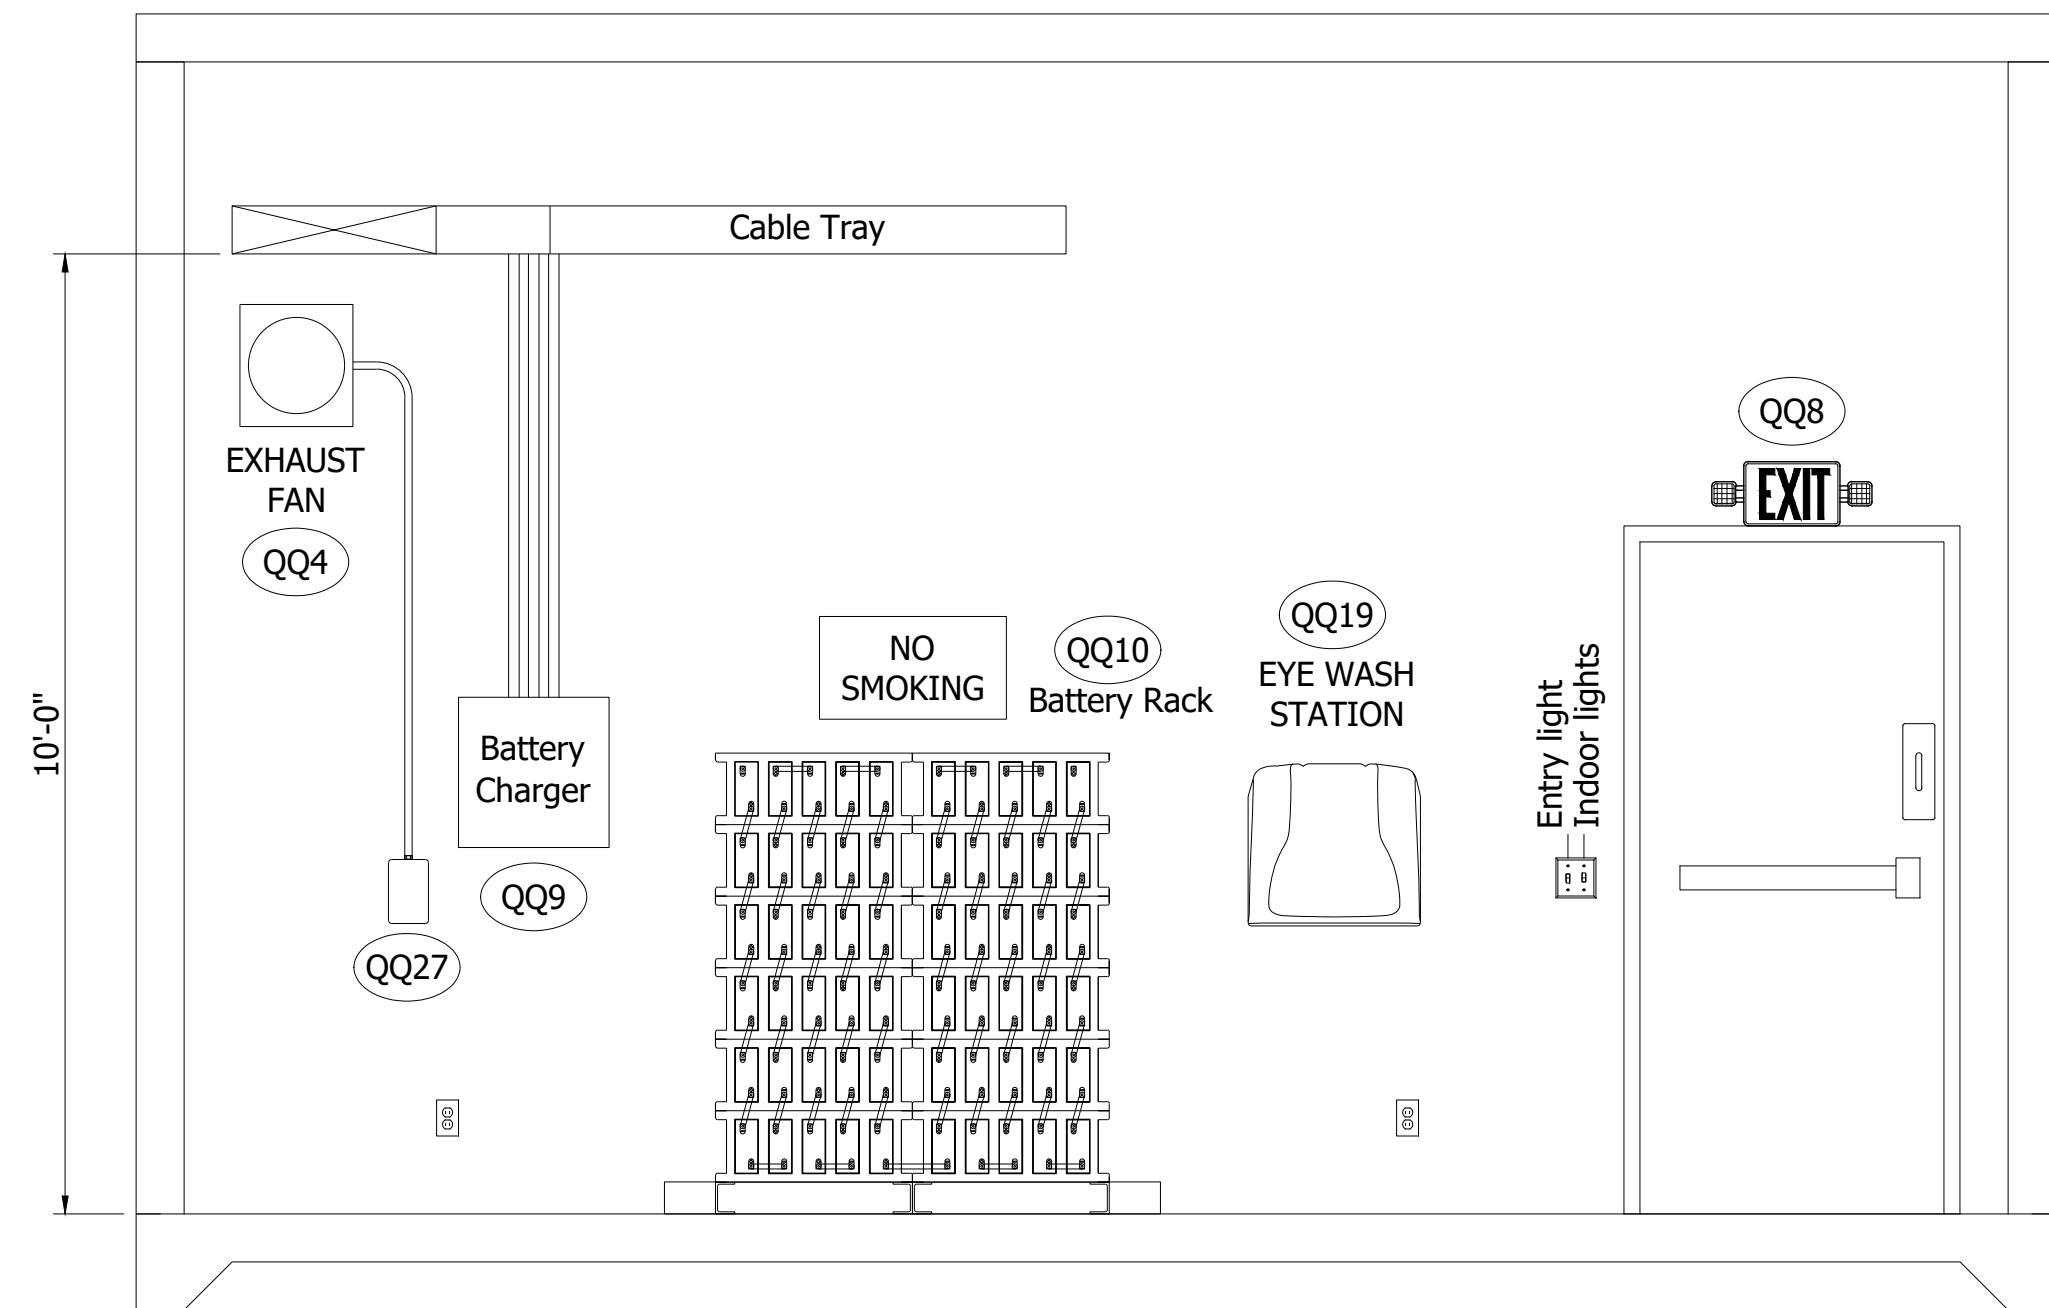 Cable Tray
10'-0"
EXHAUST
FAN
QQ4
QQ27
Battery
Charger
QQ9
NO
SMOKING
QQ10
Battery Rack
QQ19
EYE WASH
STATION
Entry light
Indoor lights
QQ8
EXIT